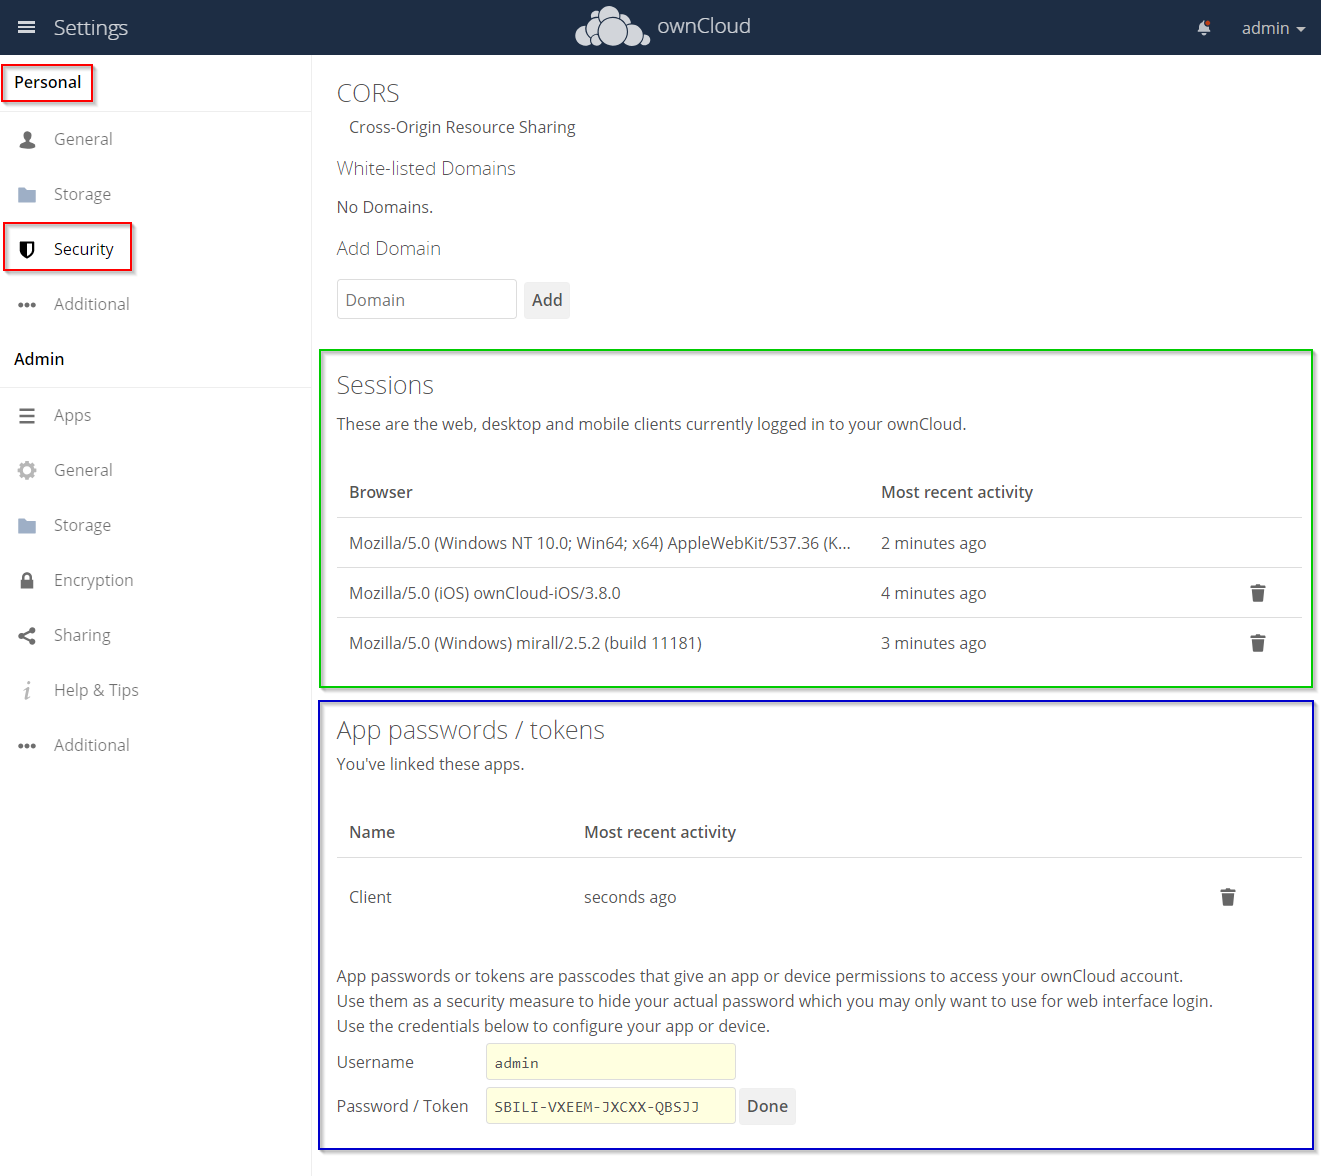 Settings
ownCloud
admin
Personal
General
Storage
Security
Additional
Admin
Apps
General
Storage
Encryption
Sharing
Help & Tips
Additional
CORS
Cross-Origin Resource Sharing
White-listed Domains
No Domains.
Add Domain
Domain Add
Sessions
These are the web, desktop and mobile clients currently logged in to your ownCloud.
Browser Most recent activity
Mozilla/5.0 (Windows NT 10.0; Win64; x64) AppleWebKit/537.36 (K... 2 minutes ago
Mozilla/5.0 (iOS) ownCloud-iOS/3.8.0 4 minutes ago
Mozilla/5.0 (Windows) mirall/2.5.2 (build 11181) 3 minutes ago
App passwords / tokens
You've linked these apps.
Name Most recent activity
Client seconds ago
App passwords or tokens are passcodes that give an app or device permissions to access your ownCloud account.
Use them as a security measure to hide your actual password which you may only want to use for web interface login.
Use the credentials below to configure your app or device.
Username admin
Password / Token SBILI-VXEEM-JXCXX-QBSJJ Done